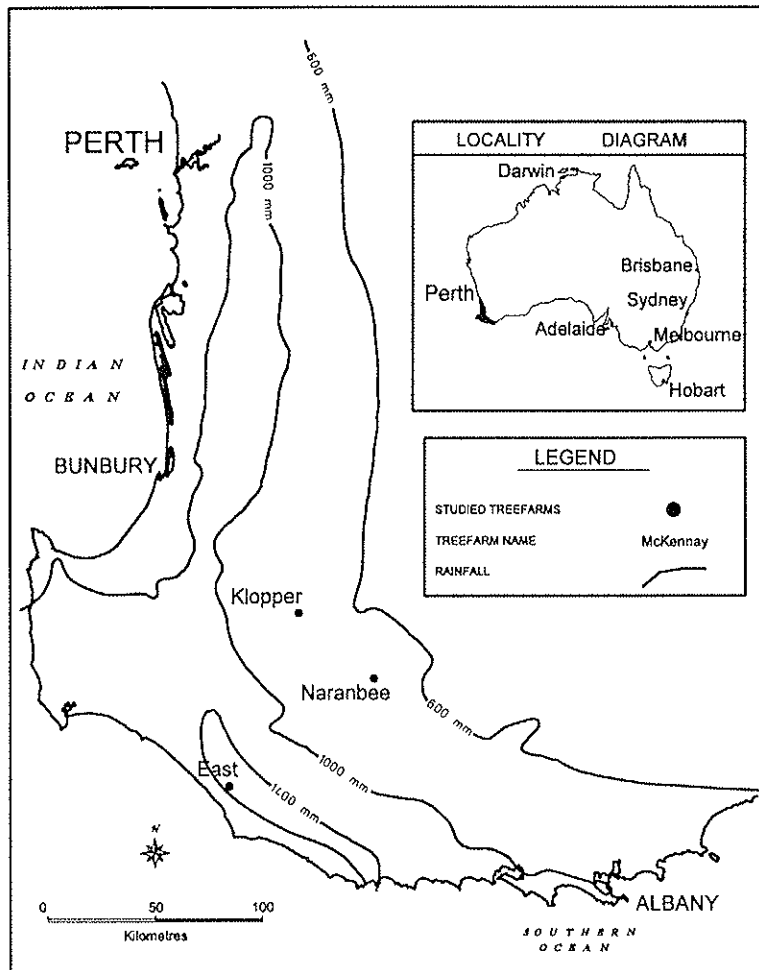 600 mm
PERTH
1000 mm
LOCALITY DIAGRAM
Darwin
Brisbane
Perth
Sydney
Adelaide
Melbourne
Hobart
INDIAN
OCEAN
BUNBURY
LEGEND
STUDIED TREEFARMS
TREEFARM NAME McKennay
RAINFALL
Klopper
Naranbee
600 mm
East
1400 mm
1000 mm
N
0 50 100
Kilometres
ALBANY
SOUTHERN
OCEAN